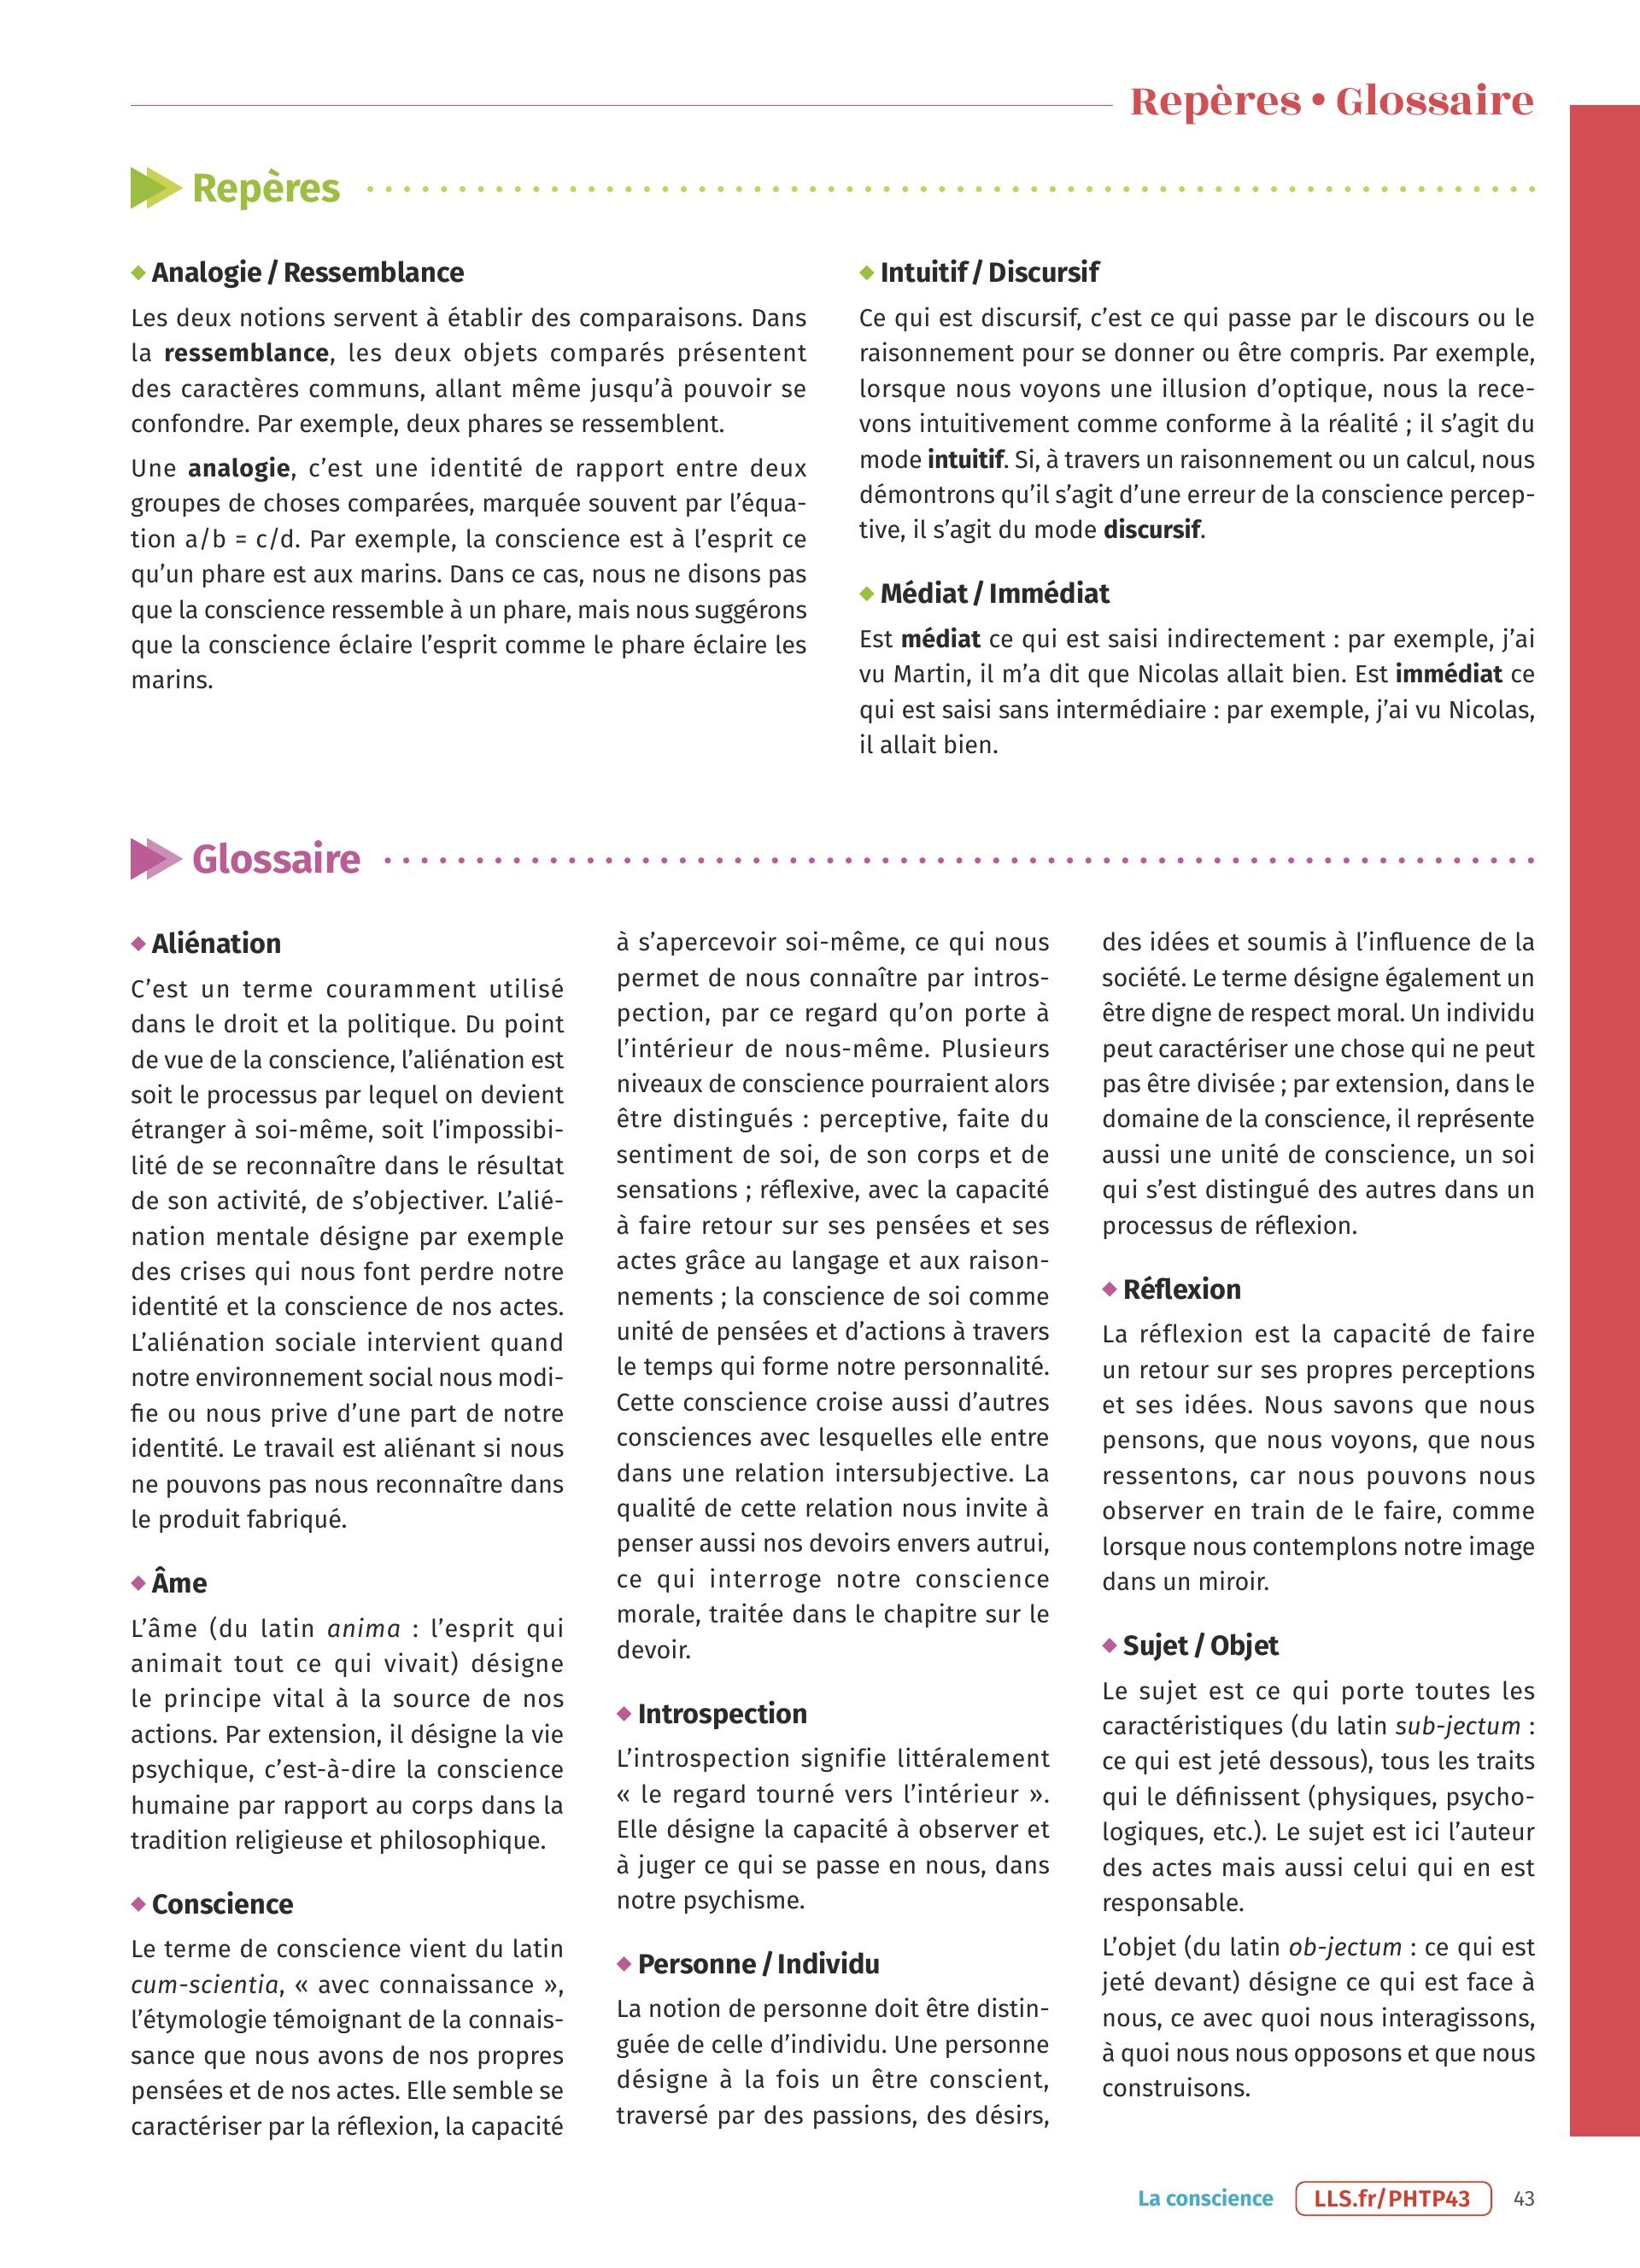 Repères • Glossaire
Repères
Analogie / Ressemblance
Les deux notions servent à établir des comparaisons. Dans
la ressemblance, les deux objets comparés présentent
des caractères communs, allant même jusqu’à pouvoir se
confondre. Par exemple, deux phares se ressemblent.
Une analogie, c’est une identité de rapport entre deux
groupes de choses comparées, marquée souvent par l’équa-
tion a/b = c/d. Par exemple, la conscience est à l’esprit ce
qu’un phare est aux marins. Dans ce cas, nous ne disons pas
que la conscience ressemble à un phare, mais nous suggérons
que la conscience éclaire l’esprit comme le phare éclaire les
marins.
Intuitif / Discursif
Ce qui est discursif, c’est ce qui passe par le discours ou le
raisonnement pour se donner ou être compris. Par exemple,
lorsque nous voyons une illusion d’optique, nous la rece-
vons intuitivement comme conforme à la réalité ; il s’agit du
mode intuitif. Si, à travers un raisonnement ou un calcul, nous
démontrons qu’il s’agit d’une erreur de la conscience percep-
tive, il s’agit du mode discursif.
Médiat / Immédiat
Est médiat ce qui est saisi indirectement : par exemple, j’ai
vu Martin, il m’a dit que Nicolas allait bien. Est immédiat ce
qui est saisi sans intermédiaire : par exemple, j’ai vu Nicolas,
il allait bien.
Glossaire
Aliénation
C’est un terme couramment utilisé
dans le droit et la politique. Du point
de vue de la conscience, l’aliénation est
soit le processus par lequel on devient
étranger à soi-même, soit l’impossibi-
lité de se reconnaître dans le résultat
de son activité, de s’objectiver. L’alié-
nation mentale désigne par exemple
des crises qui nous font perdre notre
identité et la conscience de nos actes.
L’aliénation sociale intervient quand
notre environnement social nous modi-
fie ou nous prive d’une part de notre
identité. Le travail est aliénant si nous
ne pouvons pas nous reconnaître dans
le produit fabriqué.
Âme
L’âme (du latin anima : l’esprit qui
animait tout ce qui vivait) désigne
le principe vital à la source de nos
actions. Par extension, il désigne la vie
psychique, c’est-à-dire la conscience
humaine par rapport au corps dans la
tradition religieuse et philosophique.
Conscience
Le terme de conscience vient du latin
cum-scientia, « avec connaissance »,
l’étymologie témoignant de la connais-
sance que nous avons de nos propres
pensées et de nos actes. Elle semble se
caractériser par la réflexion, la capacité
à s’apercevoir soi-même, ce qui nous
permet de nous connaître par intros-
pection, par ce regard qu’on porte à
l’intérieur de nous-même. Plusieurs
niveaux de conscience pourraient alors
être distingués : perceptive, faite du
sentiment de soi, de son corps et de
sensations ; réflexive, avec la capacité
à faire retour sur ses pensées et ses
actes grâce au langage et aux raison-
nements ; la conscience de soi comme
unité de pensées et d’actions à travers
le temps qui forme notre personnalité.
Cette conscience croise aussi d’autres
consciences avec lesquelles elle entre
dans une relation intersubjective. La
qualité de cette relation nous invite à
penser aussi nos devoirs envers autrui,
ce qui interroge notre conscience
morale, traitée dans le chapitre sur le
devoir.
Introspection
L’introspection signifie littéralement
« le regard tourné vers l’intérieur ».
Elle désigne la capacité à observer et
à juger ce qui se passe en nous, dans
notre psychisme.
Personne / Individu
La notion de personne doit être distin-
guée de celle d’individu. Une personne
désigne à la fois un être conscient,
traversé par des passions, des désirs,
des idées et soumis à l’influence de la
société. Le terme désigne également un
être digne de respect moral. Un individu
peut caractériser une chose qui ne peut
pas être divisée ; par extension, dans le
domaine de la conscience, il représente
aussi une unité de conscience, un soi
qui s’est distingué des autres dans un
processus de réflexion.
Réflexion
La réflexion est la capacité de faire
un retour sur ses propres perceptions
et ses idées. Nous savons que nous
pensons, que nous voyons, que nous
ressentons, car nous pouvons nous
observer en train de le faire, comme
lorsque nous contemplons notre image
dans un miroir.
Sujet / Objet
Le sujet est ce qui porte toutes les
caractéristiques (du latin sub-jectum :
ce qui est jeté dessous), tous les traits
qui le définissent (physiques, psycho-
logiques, etc.). Le sujet est ici l’auteur
des actes mais aussi celui qui en est
responsable.
L’objet (du latin ob-jectum : ce qui est
jeté devant) désigne ce qui est face à
nous, ce avec quoi nous interagissons,
à quoi nous nous opposons et que nous
construisons.
La conscience LLS.fr/PHTP43 43